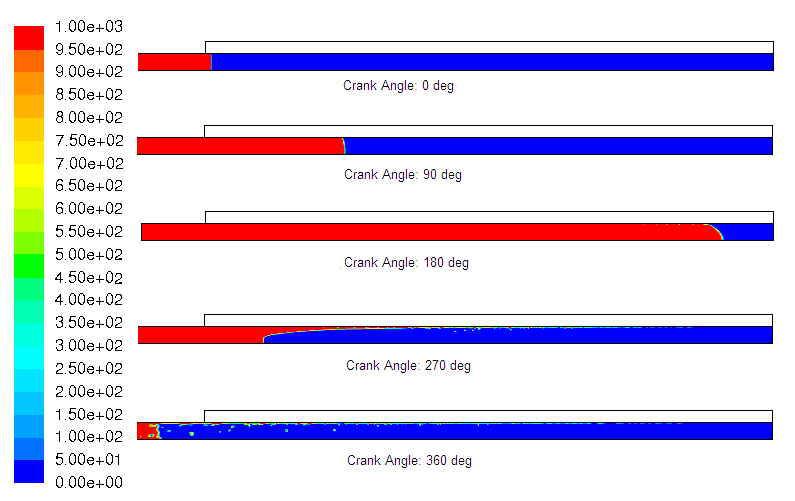 1.00e+03
9.50e+02
9.00e+02
8.50e+02
8.00e+02
7.50e+02
7.00e+02
6.50e+02
6.00e+02
5.50e+02
5.00e+02
4.50e+02
4.00e+02
3.50e+02
3.00e+02
2.50e+02
2.00e+02
1.50e+02
1.00e+02
5.00e+01
0.00e+00
Crank Angle: 0 deg
Crank Angle: 90 deg
Crank Angle: 180 deg
Crank Angle: 270 deg
Crank Angle: 360 deg